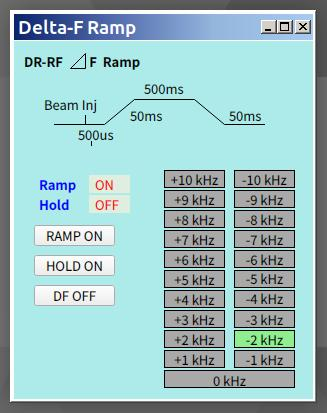 Delta-F Ramp
DR-RF F Ramp
500ms
Beam Inj
50ms 50ms
500us
Ramp ON
Hold OFF
RAMP ON
HOLD ON
DF OFF
+10 kHz -10 kHz
+9 kHz -9 kHz
+8 kHz -8 kHz
+7 kHz -7 kHz
+6 kHz -6 kHz
+5 kHz -5 kHz
+4 kHz -4 kHz
+3 kHz -3 kHz
+2 kHz -2 kHz
+1 kHz -1 kHz
0 kHz